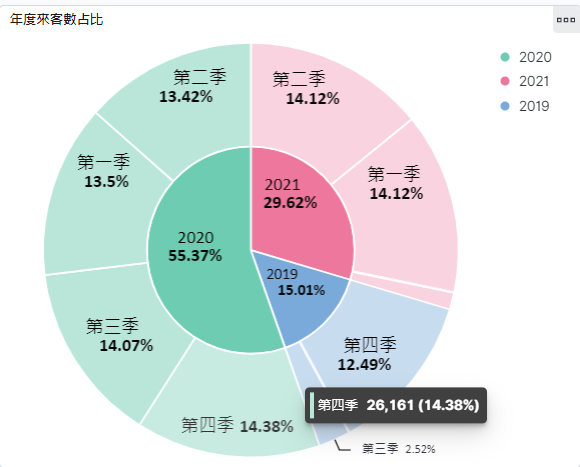 年度來客數占比
2020
2021
2019
第二季
13.42%
第二季
14.12%
第一季
13.5%
第一季
14.12%
2021
29.62%
2020
55.37%
2019
15.01%
第三季
14.07%
第四季
12.49%
第四季 14.38%
第四季 26,161 (14.38%)
第三季 2.52%